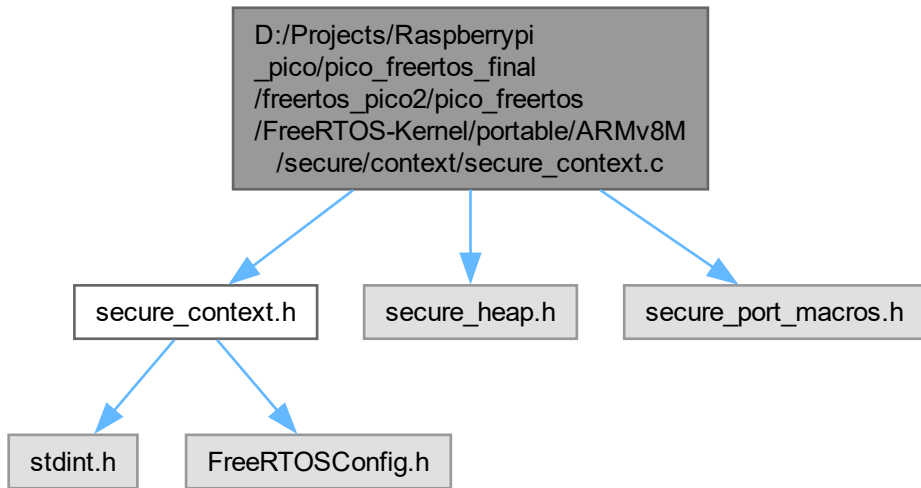 D:/Projects/Raspberrypi
_pico/pico_freertos_final
/freertos_pico2/pico_freertos
/FreeRTOS-Kernel/portable/ARMv8M
/secure/context/secure_context.c
secure_context.h
secure_heap.h
secure_port_macros.h
stdint.h
FreeRTOSConfig.h